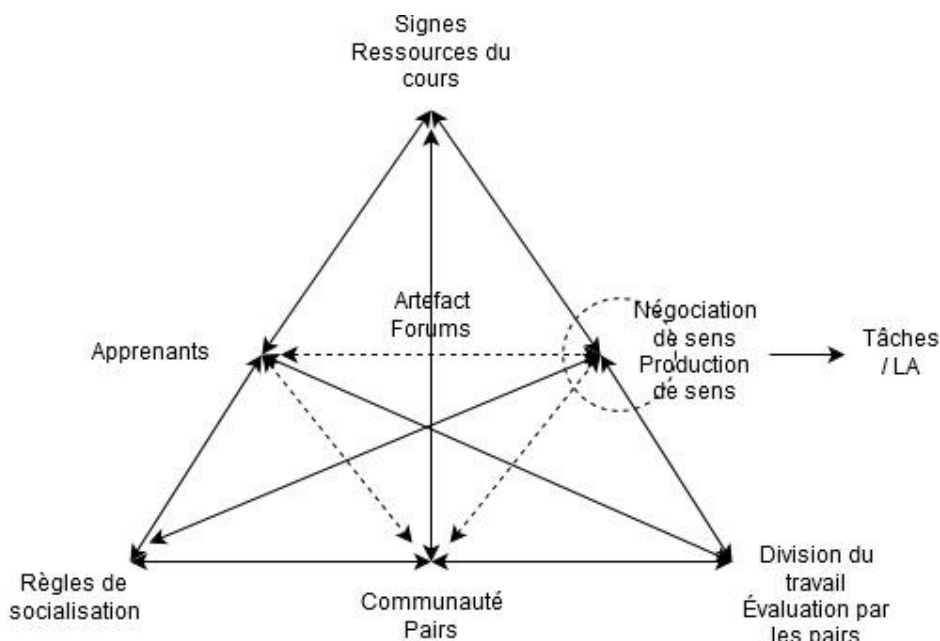 Signes
Ressources du
cours
Artefact
Forums
Apprenants
Négociation
de sens
Production
de sens
Tâches
/ LA
Règles de
socialisation
Communauté
Pairs
Division du
travail
Évaluation par
les pairs